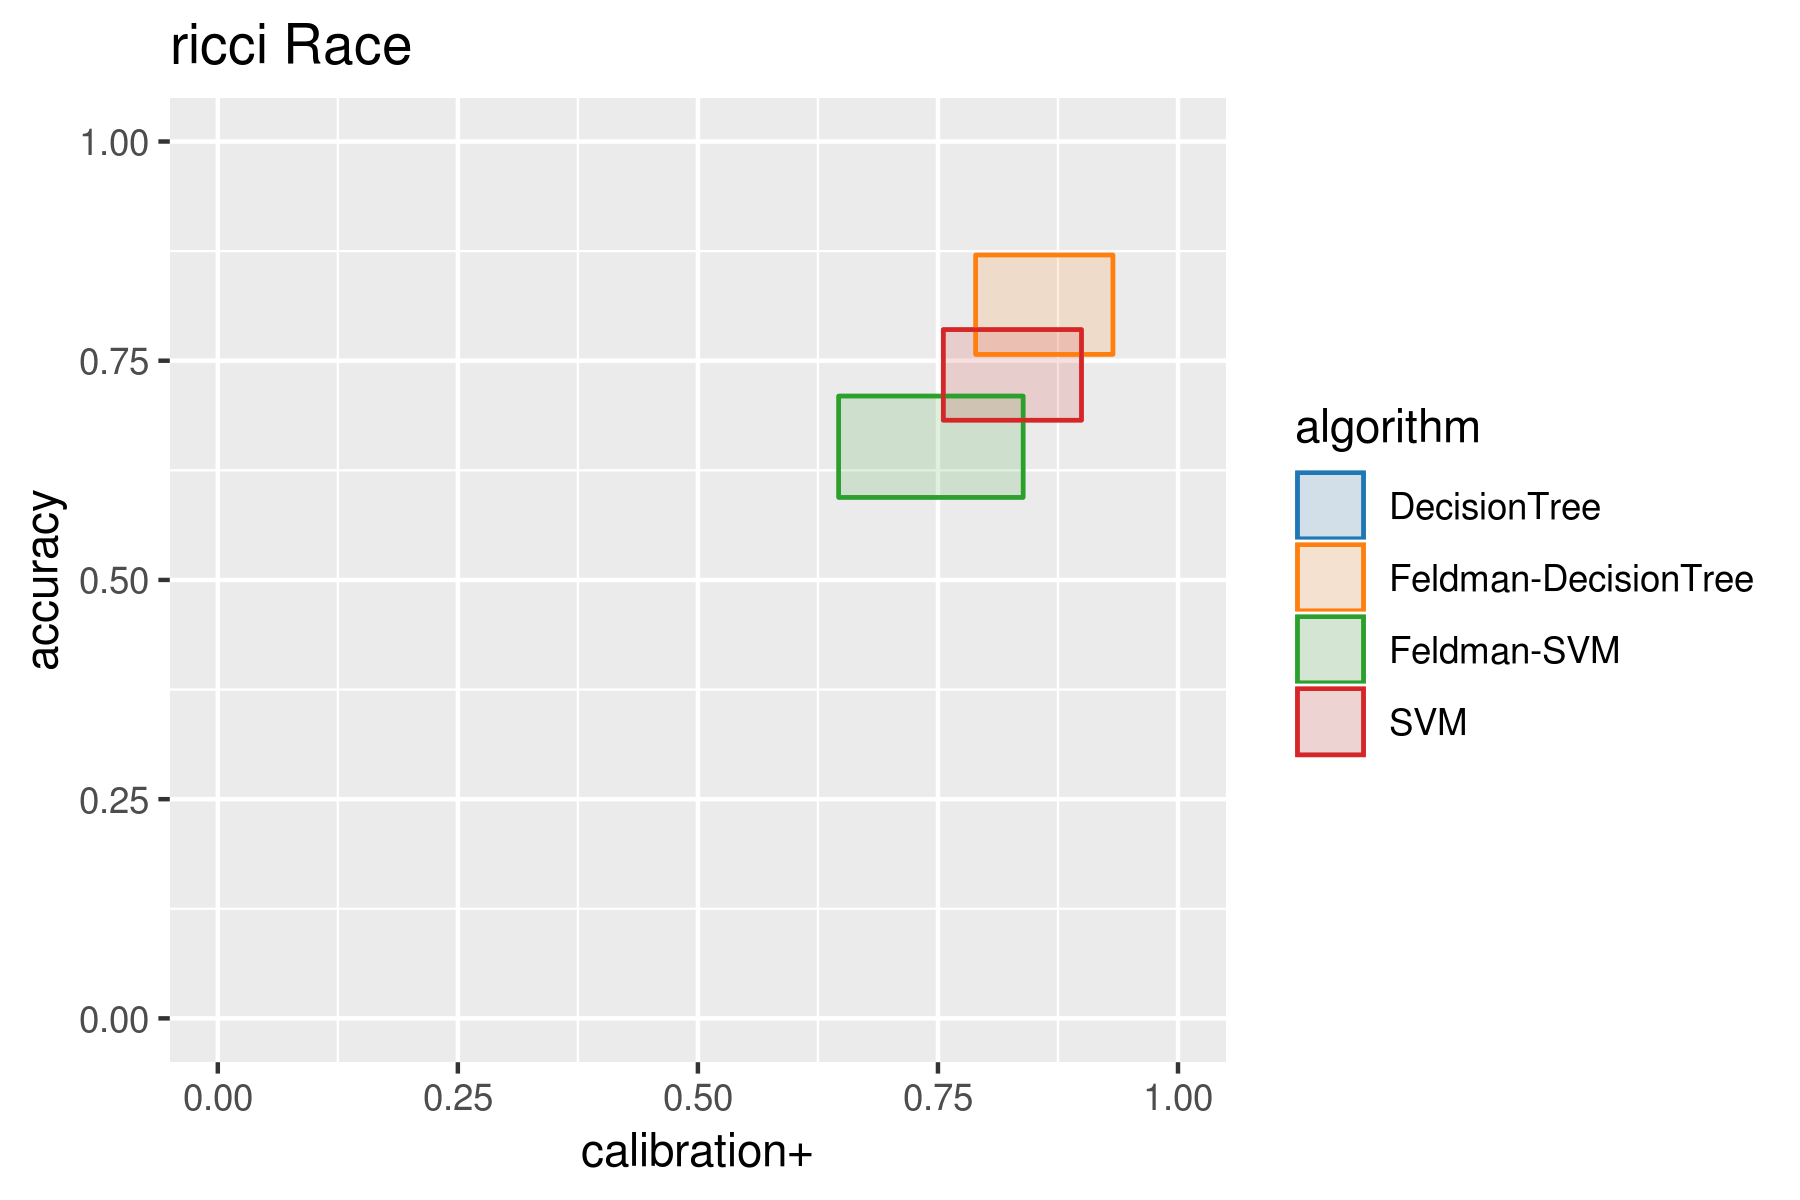 ricci Race
1.00
0.75
0.50
0.25
0.00
accuracy
0.00 0.25 0.50 0.75 1.00
calibration+
algorithm
DecisionTree
Feldman-DecisionTree
Feldman-SVM
SVM